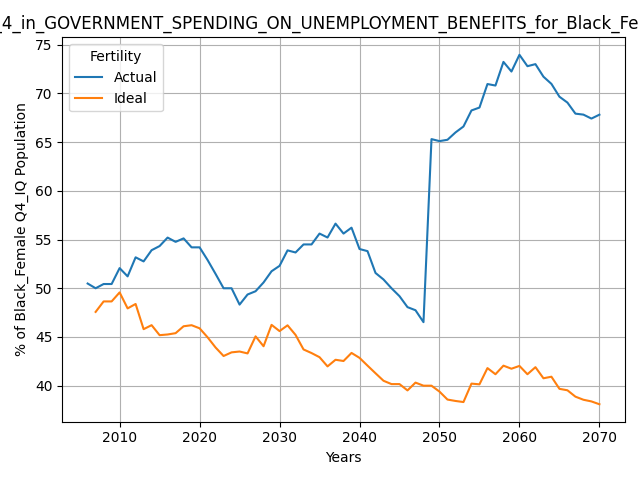 _4_in_GOVERNMENT_SPENDING_ON_UNEMPLOYMENT_BENEFITS_for_Black_Fe
Fertility
Actual
Ideal
% of Black_Female Q4_IQ Population
75
70
65
60
55
50
45
40
2010 2020 2030 2040 2050 2060 2070
Years